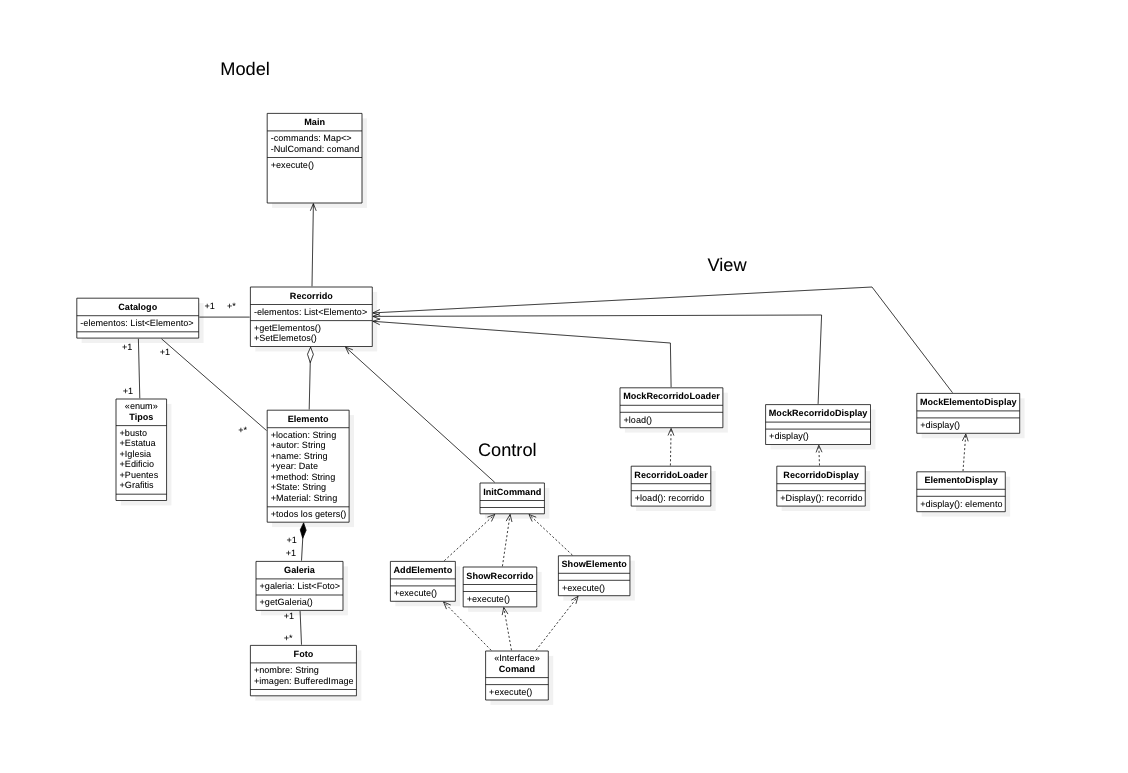 Model
Main
-commands: Map<>
-NulComand: comand
+execute()
View
Catalogo
-elementos: List<Elemento>
+1
+*
Recorrido
-elementos: List<Elemento>
+getElementos()
+SetElemetos()
+1
+1
+1
+*
«enum»
Tipos
+busto
+Estatua
+Iglesia
+Edificio
+Puentes
+Grafitis
Elemento
+location: String
+autor: String
+name: String
+year: Date
+method: String
+State: String
+Material: String
+todos los geters()
+1
+1
Galeria
+galeria: List<Foto>
+getGaleria()
+1
+*
Foto
+nombre: String
+imagen: BufferedImage
Control
InitCommand
AddElemento
+execute()
ShowRecorrido
+execute()
ShowElemento
+execute()
«Interface»
Comand
+execute()
MockRecorridoLoader
+load()
RecorridoLoader
+load(): recorrido
MockRecorridoDisplay
+display()
RecorridoDisplay
+Display(): recorrido
MockElementoDisplay
+display()
ElementoDisplay
+display(): elemento